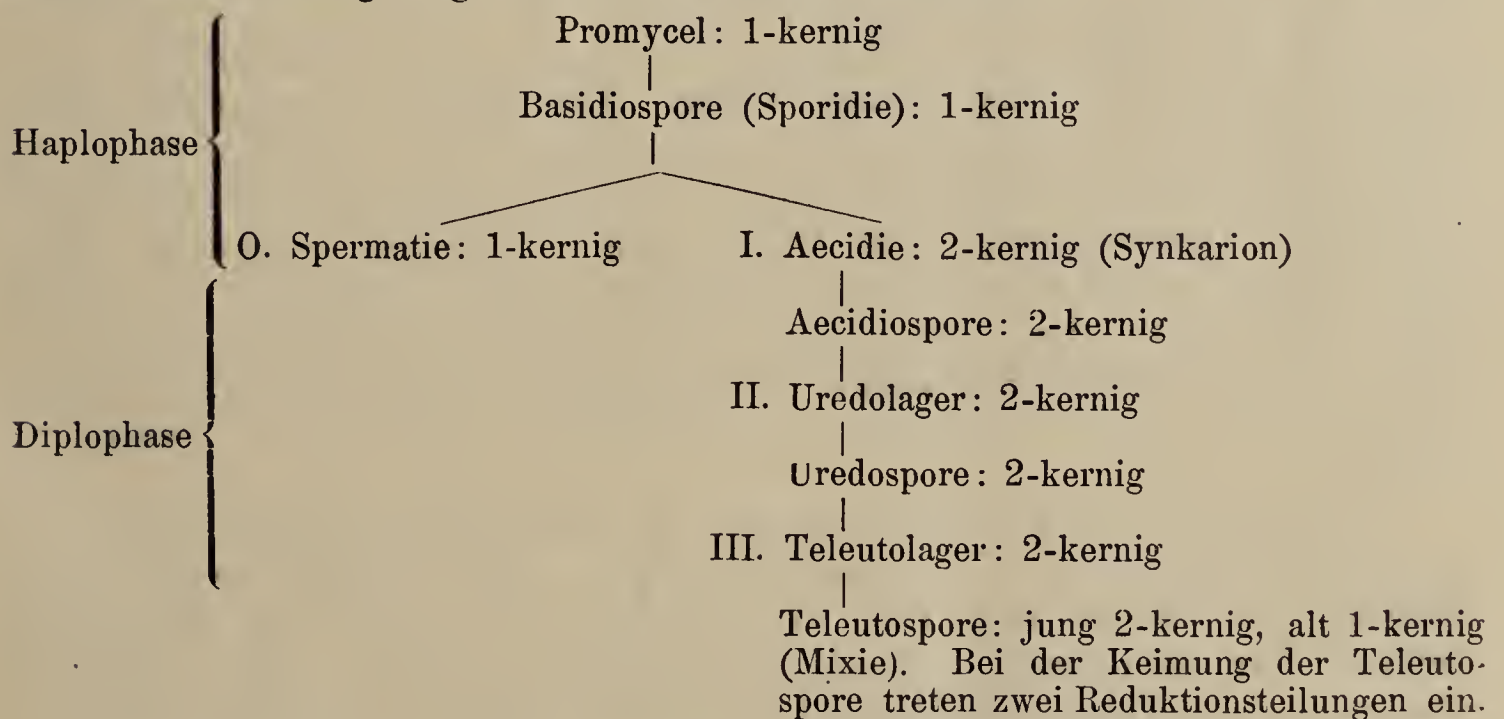 Promycel: 1-kernig
Basidiospore (Sporidie): 1-kernig
Haplophase
O. Spermatie: 1-kernig I. Aecidie: 2-kernig (Synkarion)
Aecidiospore: 2-kernig
II. Uredolager: 2-kernig
Diplophase
Uredospore: 2-kernig
III. Teleutolager: 2-kernig
Teleutospore: jung 2-kernig, alt 1-kernig
(Mixie). Bei der Keimung der Teleuto-
spore treten zwei Reduktionsteilungen ein.